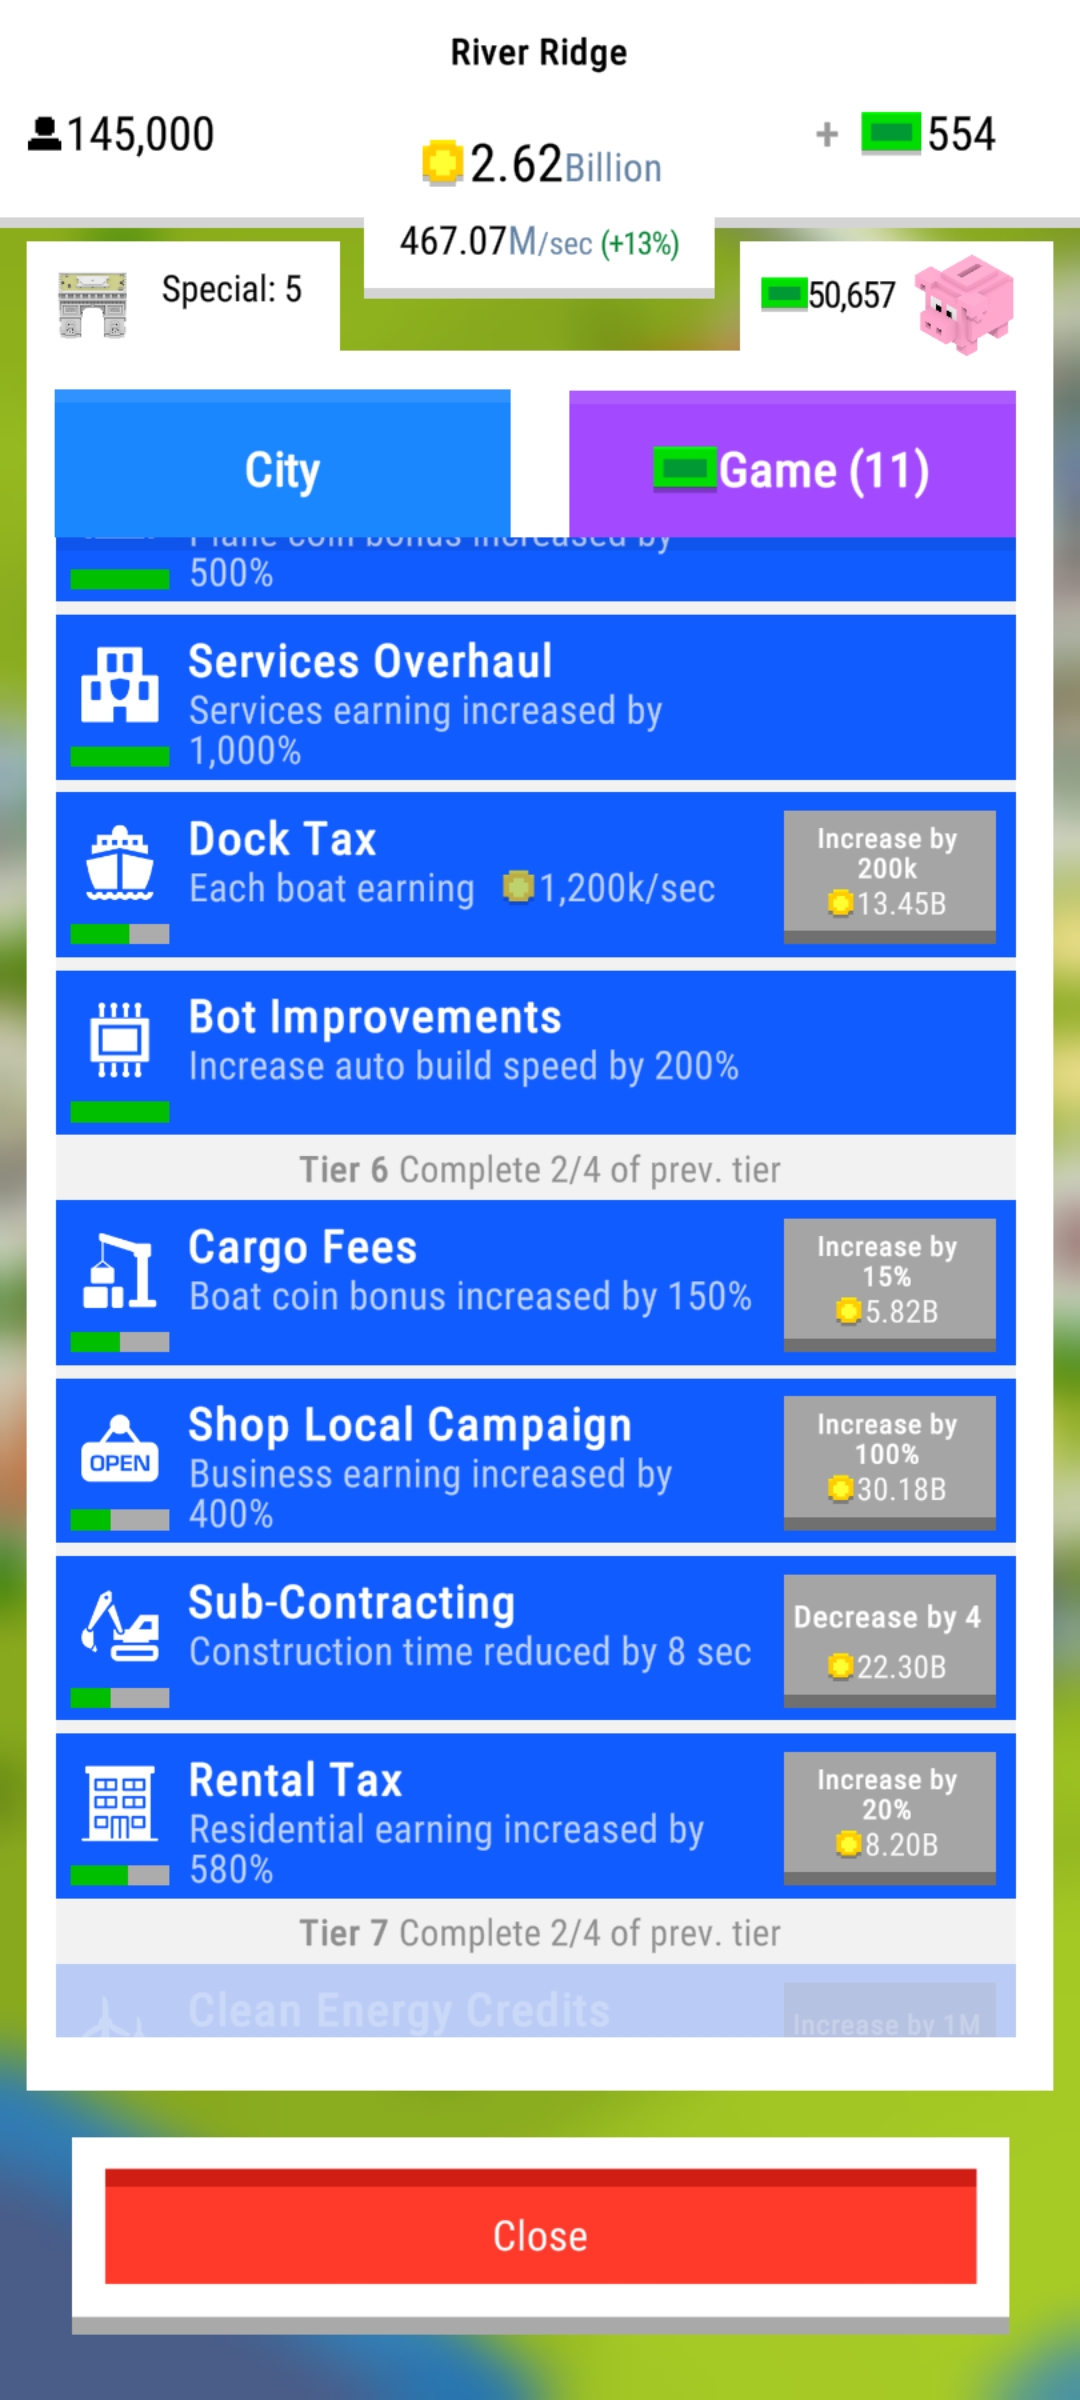 River Ridge
145,000
2.62Billion
+ 554
467.07M/sec (+13%)
Special: 5
50,657
City
Game (11)
Plane coin bonus increased by
500%
Services Overhaul
Services earning increased by
1,000%
Dock Tax
Each boat earning 1,200k/sec
Increase by
200k
13.45B
Bot Improvements
Increase auto build speed by 200%
Tier 6 Complete 2/4 of prev. tier
Cargo Fees
Boat coin bonus increased by 150%
Increase by
15%
5.82B
Shop Local Campaign
Business earning increased by
400%
OPEN
Increase by
100%
30.18B
Sub-Contracting
Construction time reduced by 8 sec
Decrease by 4
22.30B
Rental Tax
Residential earning increased by
580%
Increase by
20%
8.20B
Tier 7 Complete 2/4 of prev. tier
Clean Energy Credits
Increase by 1M
Close